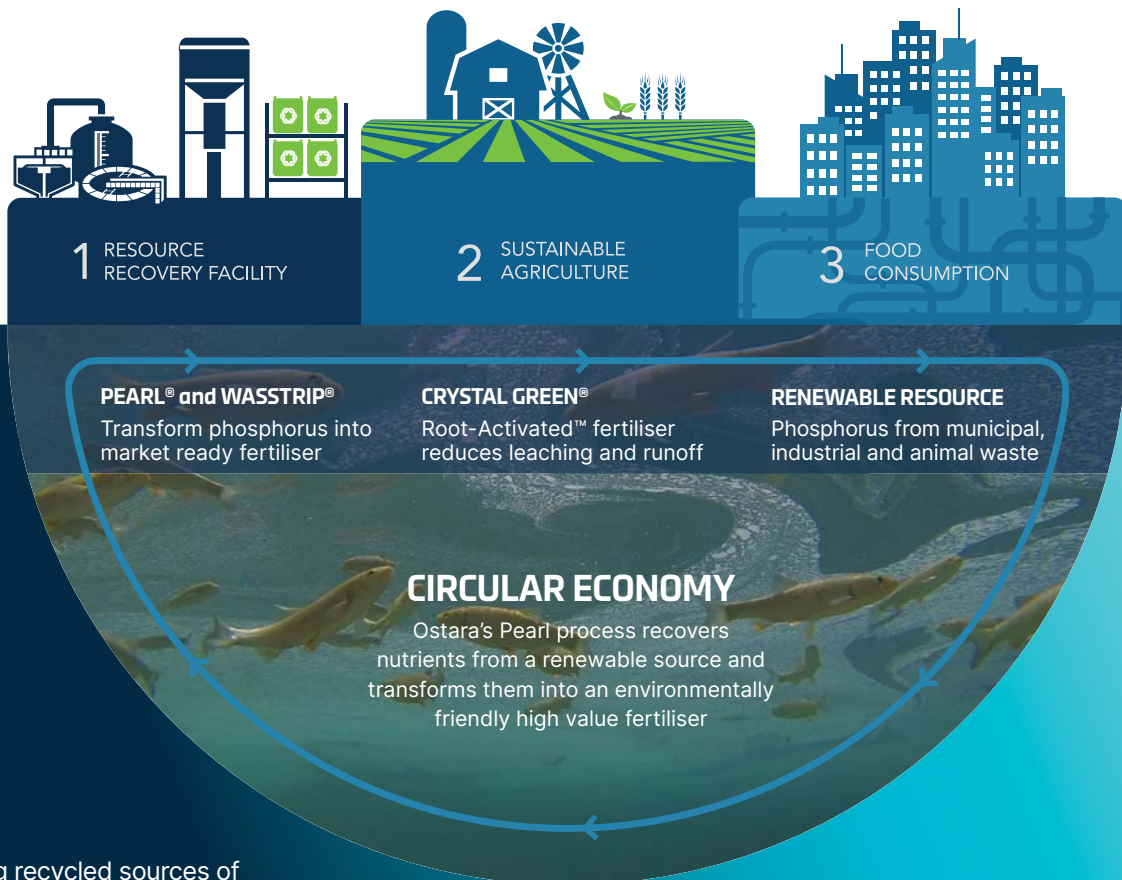 1 RESOURCE
RECOVERY FACILITY
2 SUSTAINABLE
AGRICULTURE
3 FOOD
CONSUMPTION
PEARL® and WASSTRIP®
Transform phosphorus into
market ready fertiliser
CRYSTAL GREEN®
Root-Activated™ fertiliser
reduces leaching and runoff
RENEWABLE RESOURCE
Phosphorus from municipal,
industrial and animal waste
CIRCULAR ECONOMY
Ostara's Pearl process recovers
nutrients from a renewable source and
transforms them into an environmentally
friendly high value fertiliser
recycled sources of